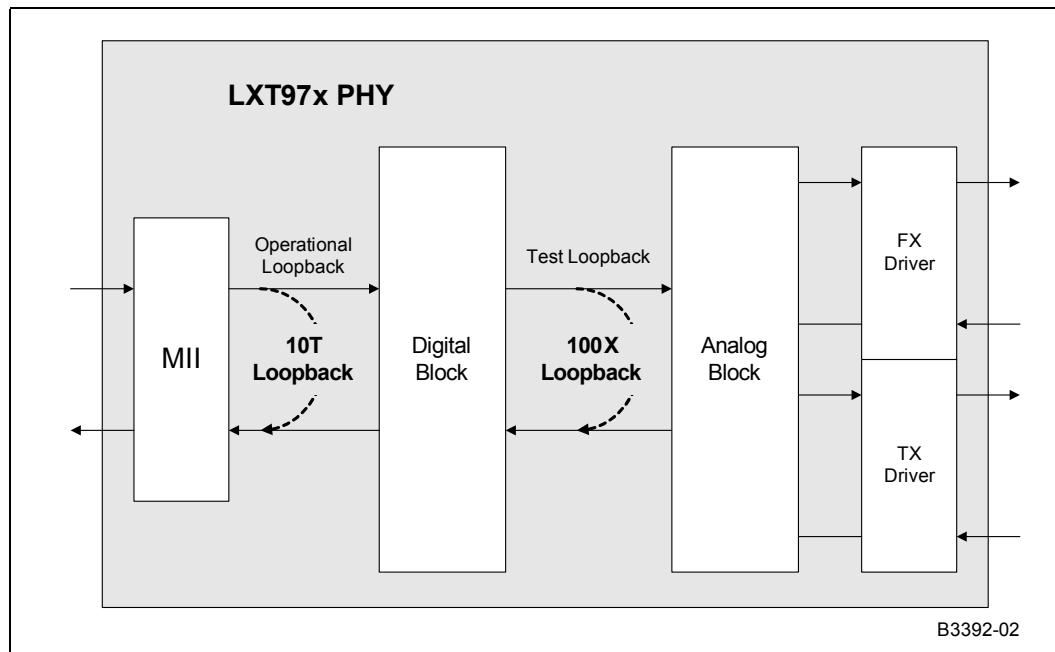 LXT97x PHY
MII
Operational
Loopback
10T
Loopback
Digital
Block
Test Loopback
100X
Loopback
Analog
Block
FX
Driver
TX
Driver
B3392-02